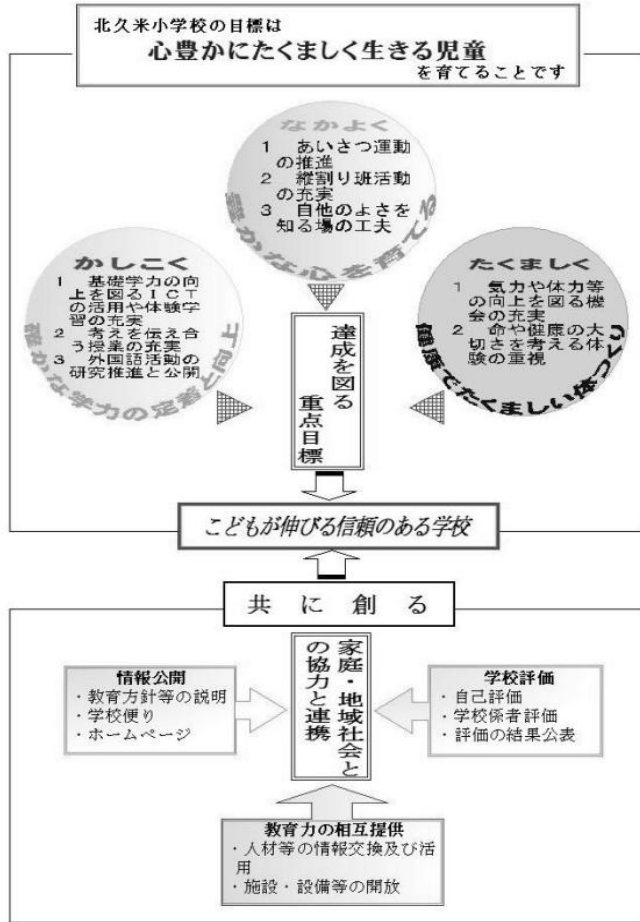 北久米小学校の目標は
心豊かにたくましく生きる児童
を育てることです
なかよく
1 あいさつ運動
の推進
2 縦割り班活動
の充実
3 自他のよさを
知る場の工夫
豊かな心を育てる
かしこく
1 基礎学力の向
上を図るICT
の活用や体験学
習の充実
2 考えを伝え合
う授業の充実
3 外国語活動の
研究推進と公開
確かな学力の定着と向上
たくましく
1 気力や体力等
の向上を図る機
会の充実
2 命や健康の大
切さを考える体
験の重視
健康でたくましい体づくり
達成を図る
重点目標
こどもが伸びる信頼のある学校
共に創る
家庭・地域社会と
の協力と連携
情報公開
・教育方針等の説明
・学校便り
・ホームページ
学校評価
・自己評価
・学校係者評価
・評価の結果公表
教育力の相互提供
・人材等の情報交換及び活
用
・施設・設備等の開放